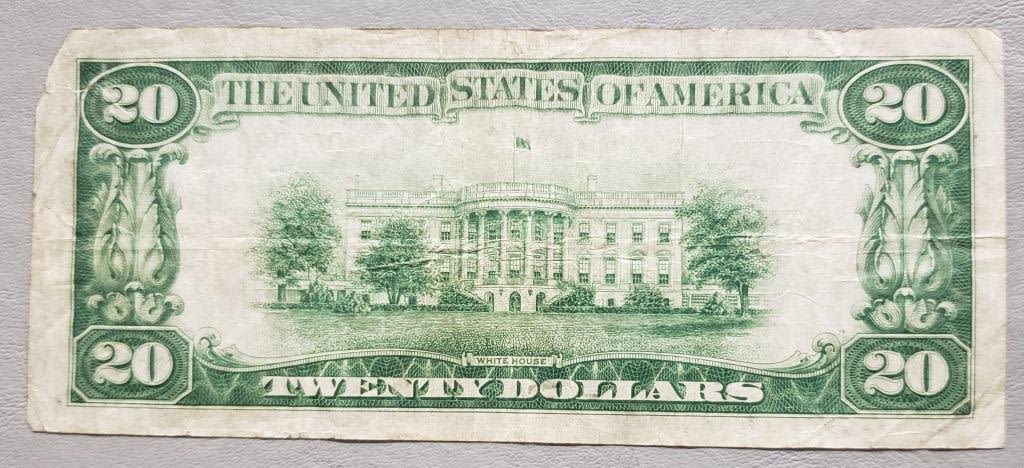 20 THE UNITED STATES OF AMERICA 20
WHITE HOUSE
20 TWENTY DOLLARS 20